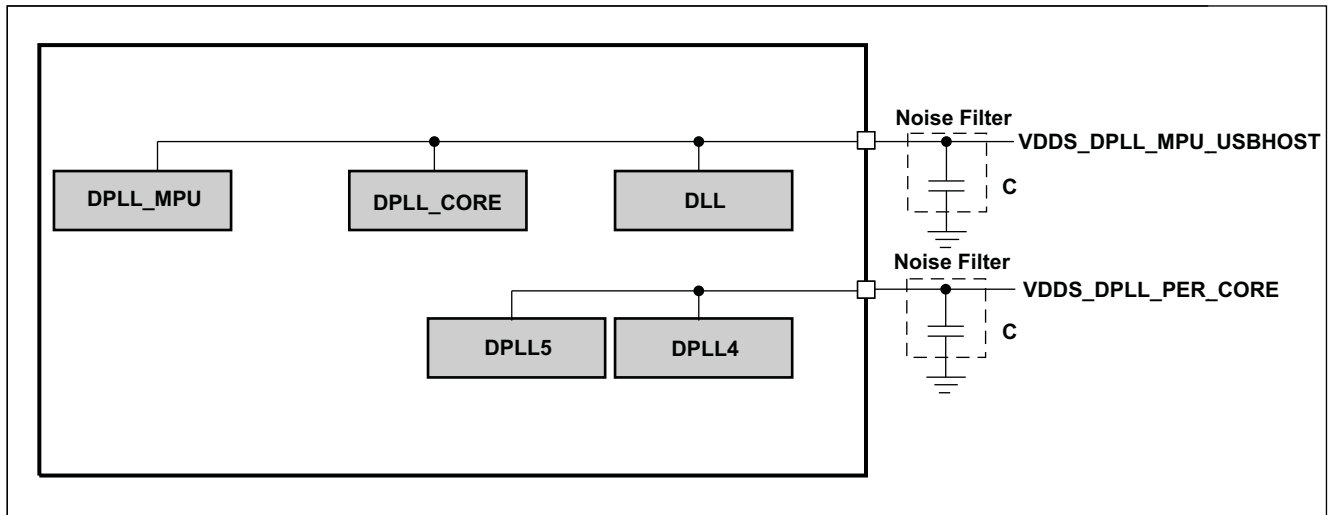 Noise Filter
VDDS_DPLL_MPU_USBHOST
C
DPLL_MPU
DPLL_CORE
DLL
Noise Filter
VDDS_DPLL_PER_CORE
C
DPLL5
DPLL4